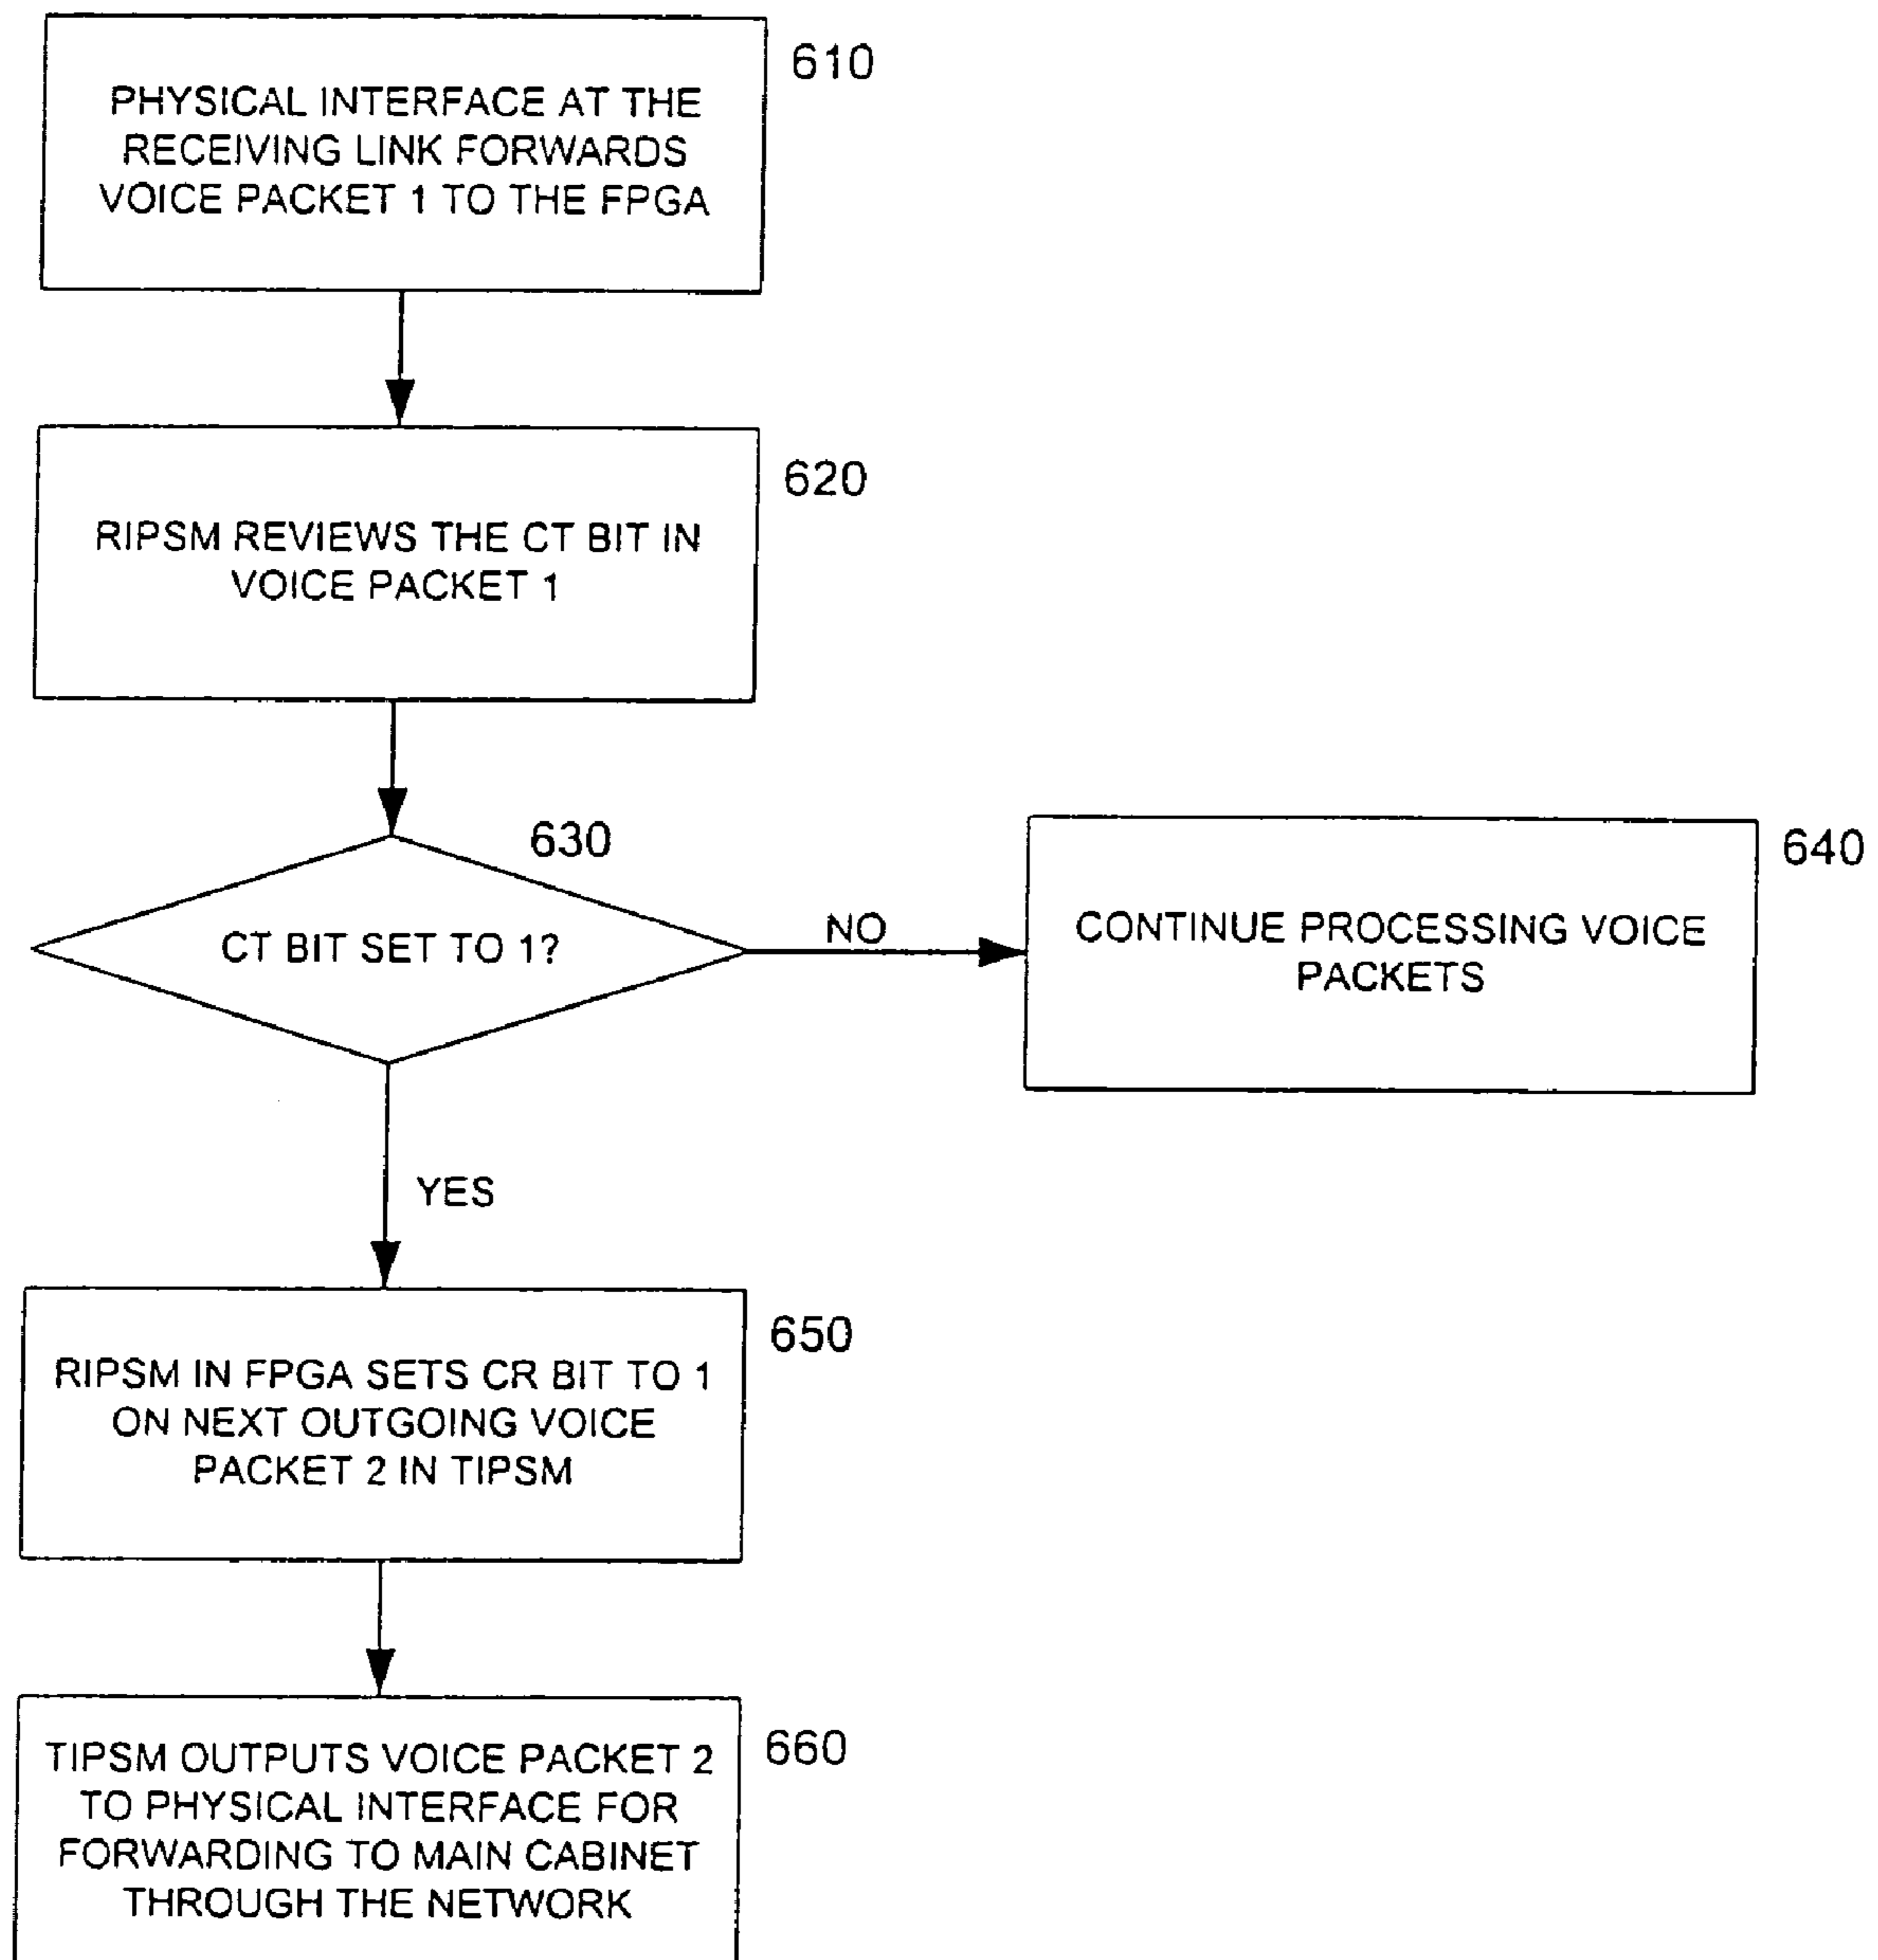 610
PHYSICAL INTERFACE AT THE
RECEIVING LINK FORWARDS
VOICE PACKET 1 TO THE FPGA
620
RIPSM REVIEWS THE CT BIT IN
VOICE PACKET 1
630
CT BIT SET TO 1?
NO
640
CONTINUE PROCESSING VOICE
PACKETS
YES
650
RIPSM IN FPGA SETS CR BIT TO 1
ON NEXT OUTGOING VOICE
PACKET 2 IN TIPSM
660
TIPSM OUTPUTS VOICE PACKET 2
TO PHYSICAL INTERFACE FOR
FORWARDING TO MAIN CABINET
THROUGH THE NETWORK